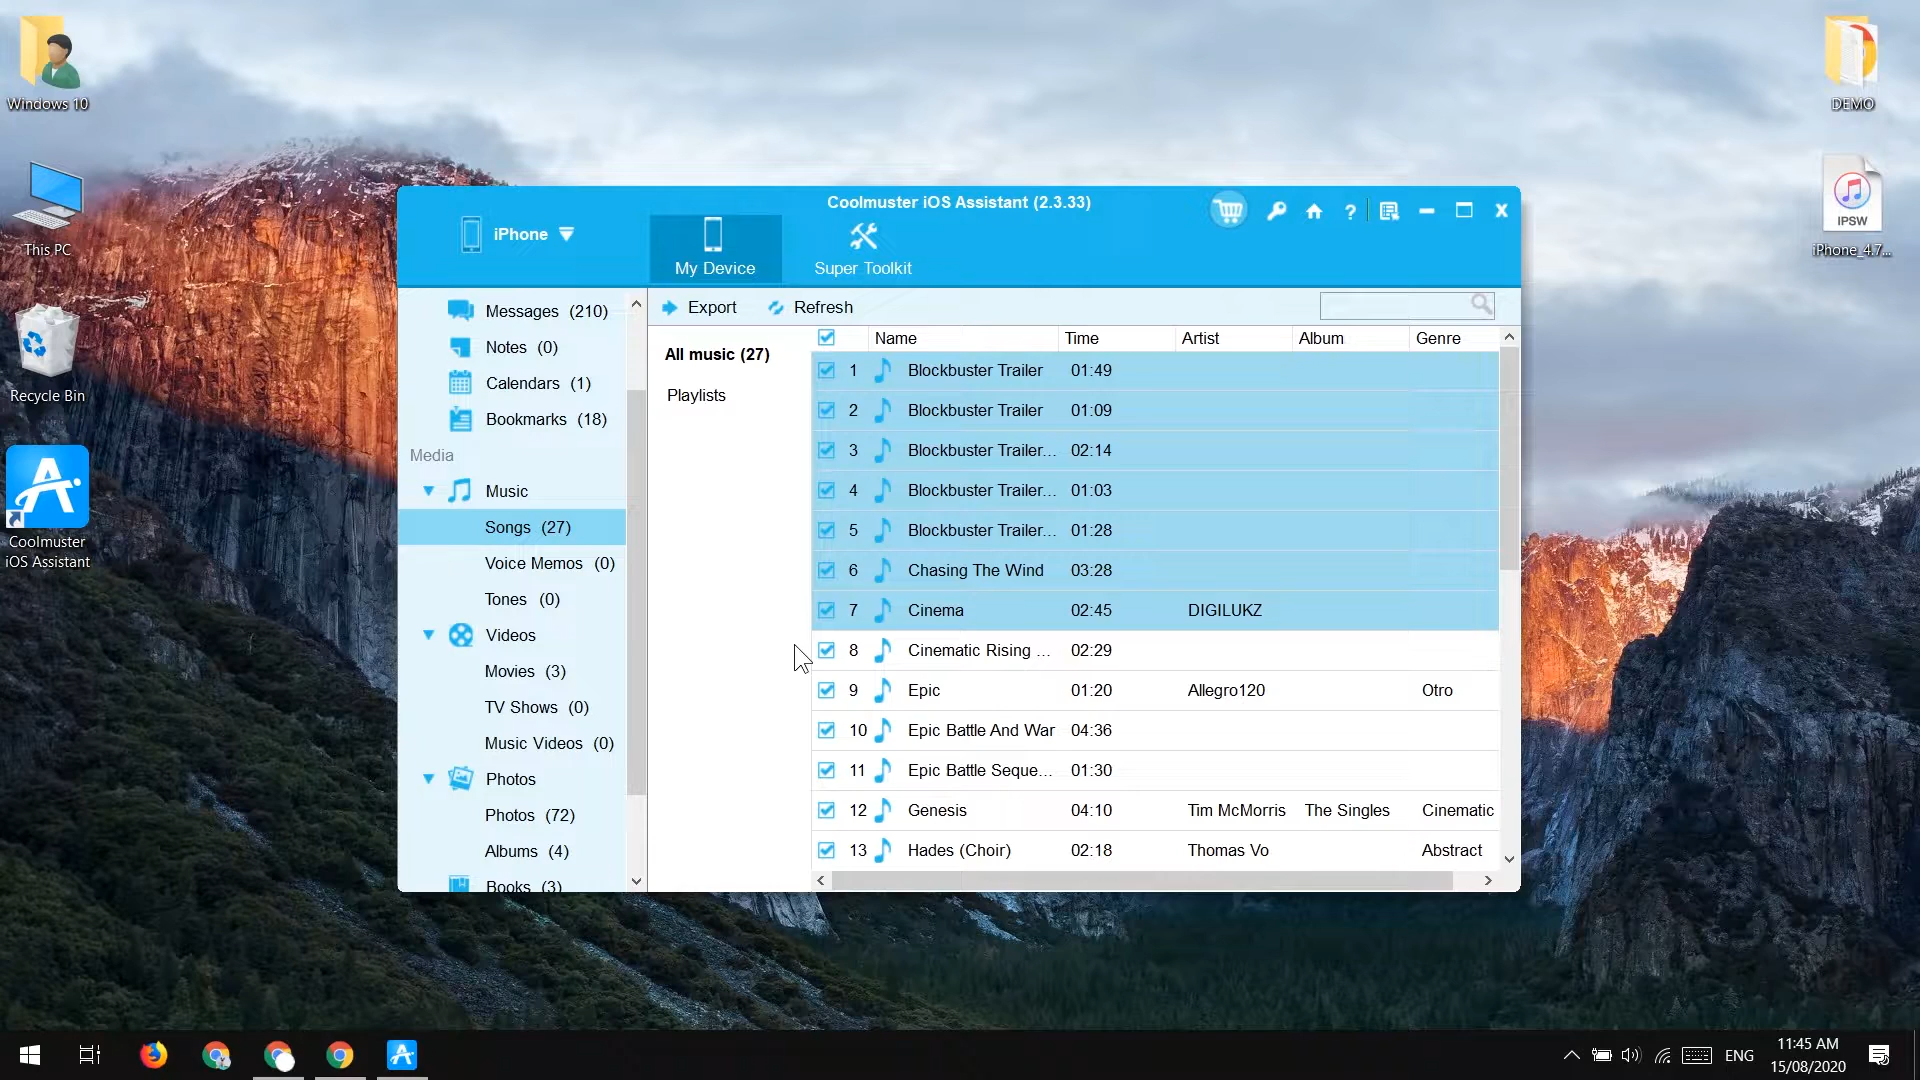 Windows 10
This PC
Recycle Bin
Coolmuster
iOS Assistant
DEMO
IPSW
iPhone_4.7...
Coolmuster iOS Assistant (2.3.33)
iPhone
My Device
Super Toolkit
?
X
Messages (210)
Notes (0)
Calendars (1)
Bookmarks (18)
Media
Music
Songs (27)
Voice Memos (0)
Tones (0)
Videos
Movies (3)
TV Shows (0)
Music Videos (0)
Photos
Photos (72)
Albums (4)
Books (3)
Export Refresh
All music (27)
Playlists
Name Time Artist Album Genre
1 Blockbuster Trailer 01:49
2 Blockbuster Trailer 01:09
3 Blockbuster Trailer... 02:14
4 Blockbuster Trailer... 01:03
5 Blockbuster Trailer... 01:28
6 Chasing The Wind 03:28
7 Cinema 02:45 DIGILUKZ
8 Cinematic Rising ... 02:29
9 Epic 01:20 Allegro120 Otro
10 Epic Battle And War 04:36
11 Epic Battle Seque... 01:30
12 Genesis 04:10 Tim McMorris The Singles Cinematic
13 Hades (Choir) 02:18 Thomas Vo Abstract
ENG
11:45 AM
15/08/2020